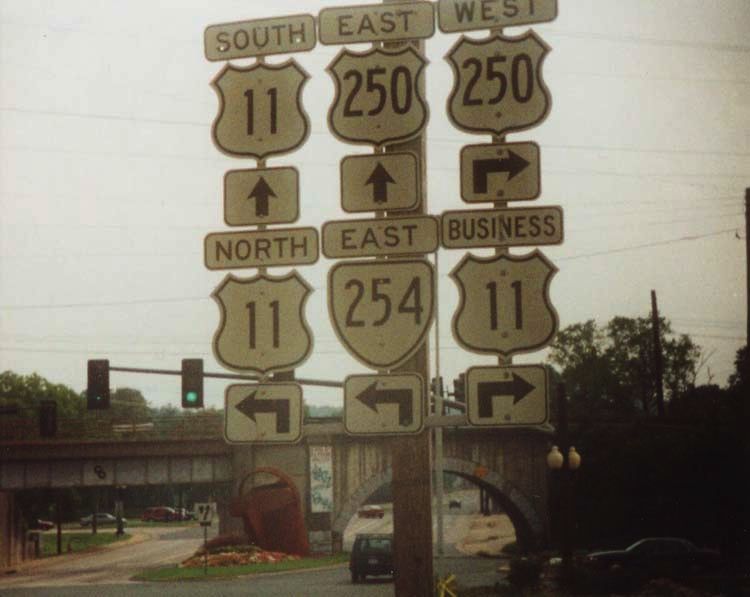 SOUTH EAST WEST
11 250 250
NORTH EAST BUSINESS
11 254 11